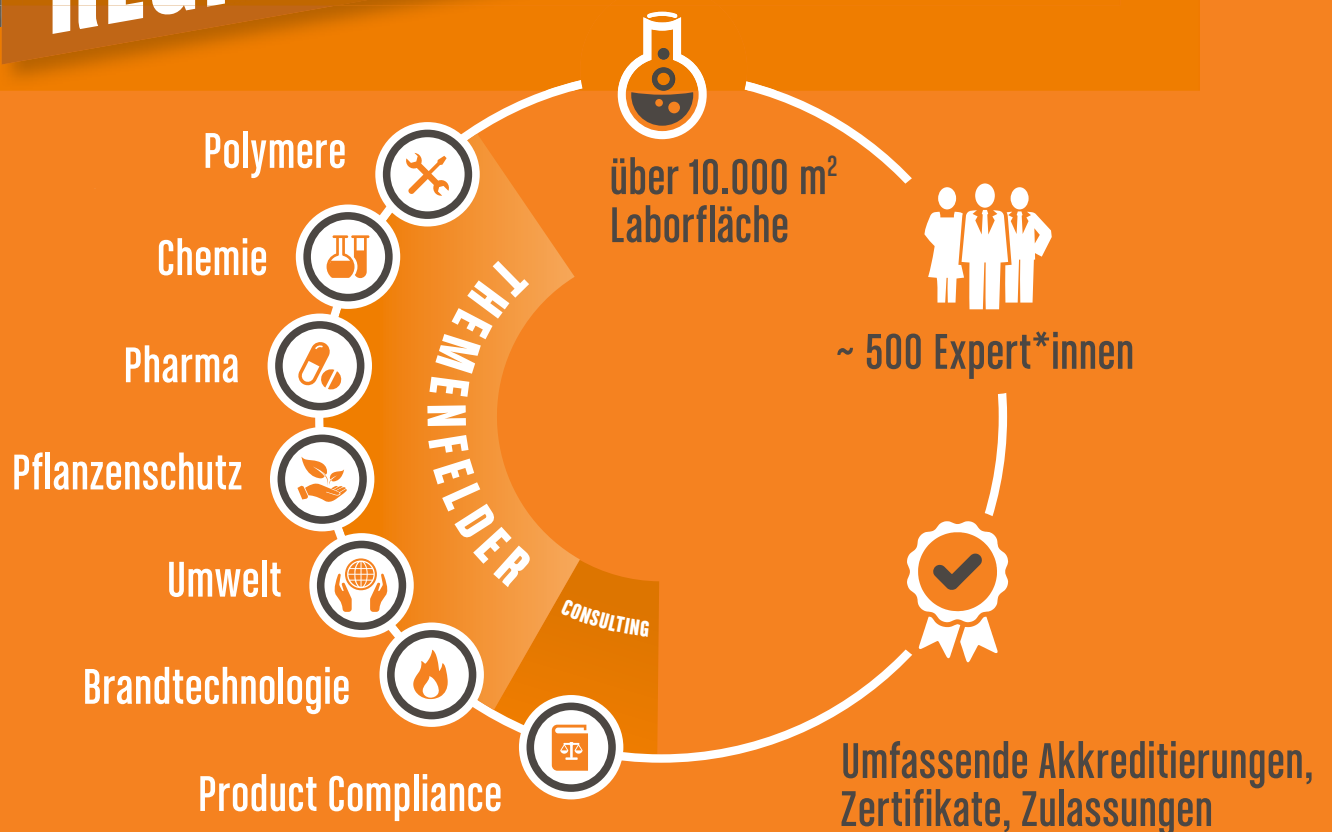 Polymere
Chemie
Pharma
Pflanzenschutz
Umwelt
Brandtechnologie
Product Compliance
THEMENFELDER
CONSULTING
über 10.000 m²
Laborfläche
~ 500 Expert*innen
Umfassende Akkreditierungen,
Zertifikate, Zulassungen